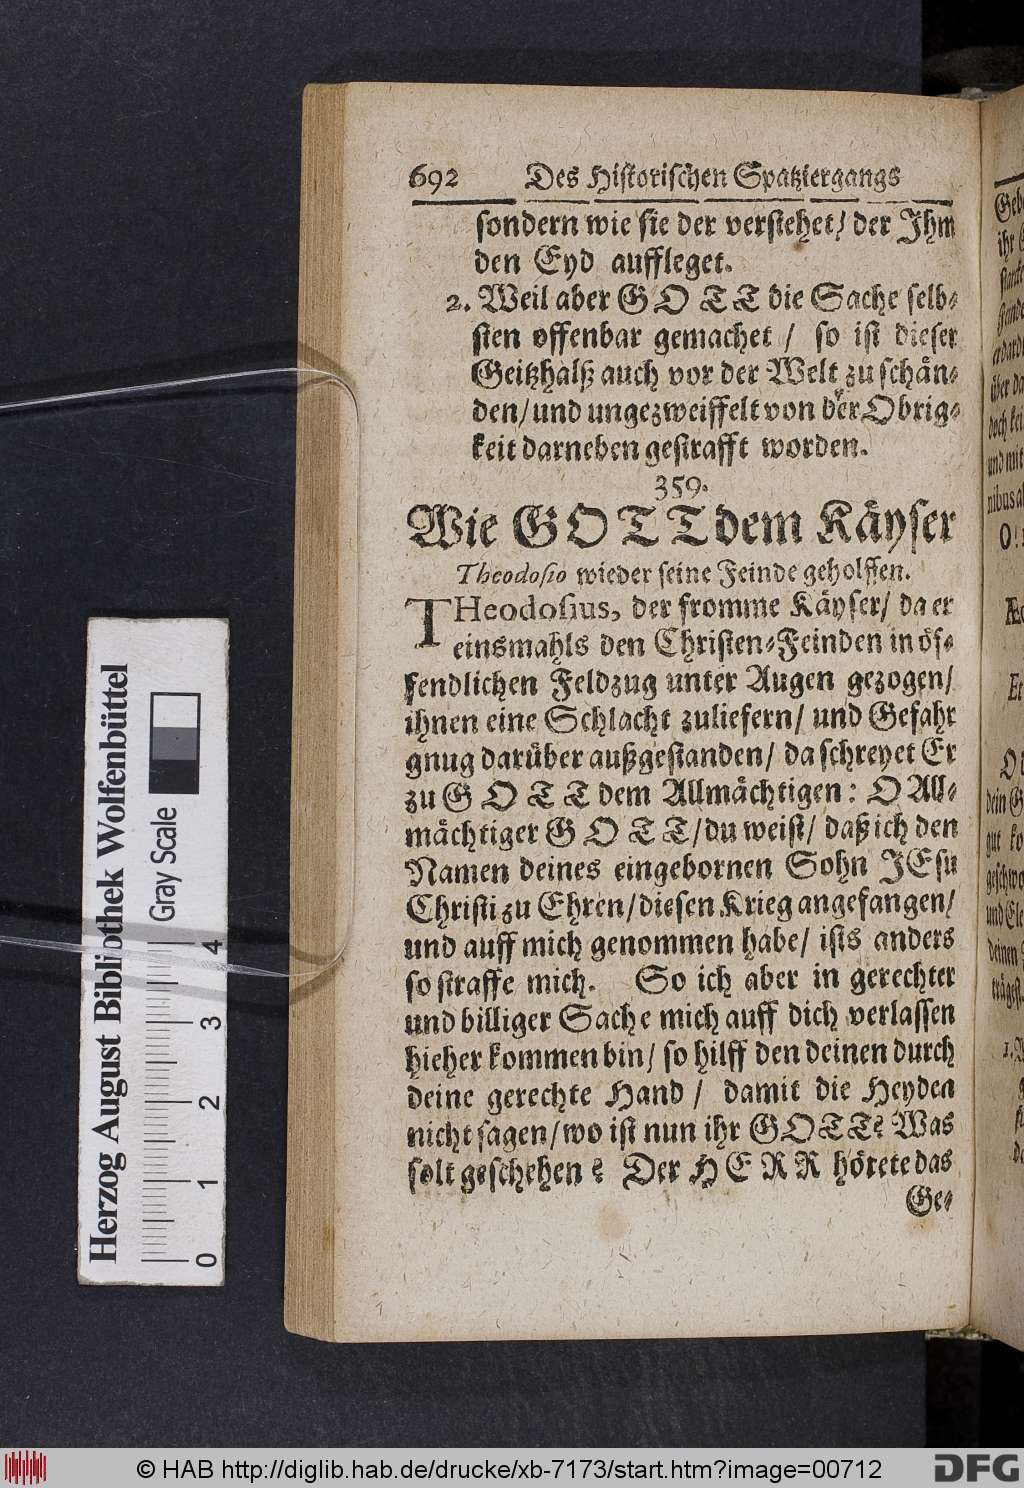 692 Des Historischen Spatziergangs
sondern wie sie der verstehet/ der Ihm
den Eyd auffleget.
2. Weil aber GOTT die Sache selb-
sten offenbar gemachet / so ist dieser
Geitzhalß auch vor der Welt zu schän-
den/ und ungezweiffelt von der Obrig-
keit darneben gestrafft worden.
359.
Wie GOTT dem Käyser
Theodosio wieder seine Feinde geholffen.
THeodosius, der fromme Käyser/ da er
einsmahls den Christen-Feinden in öf-
fendlichen Feldzug unter Augen gezogen/
ihnen eine Schlacht zuliefern/ und Gefahr
gnug darüber außgestanden/ da schreyet Er
zu GOTT dem Allmächtigen: O All-
mächtiger GOTT/ du weist/ daß ich den
Namen deines eingebornen Sohn JEsu
Christi zu Ehren/ diesen Krieg angefangen/
und auff mich genommen habe/ ists anders
so straffe mich. So ich aber in gerechter
und billiger Sache mich auff dich verlassen
hieher kommen bin/ so hilff den deinen durch
deine gerechte Hand / damit die Heyden
nicht sagen/ wo ist nun ihr GOTT? Was
solt geschehen? Der HERR hörete das
Ge-
Herzog August Bibliothek Wolfenbüttel
Gray Scale
0 1 2 3 4
© HAB http://diglib.hab.de/drucke/xb-7173/start.htm?image=00712
DFG